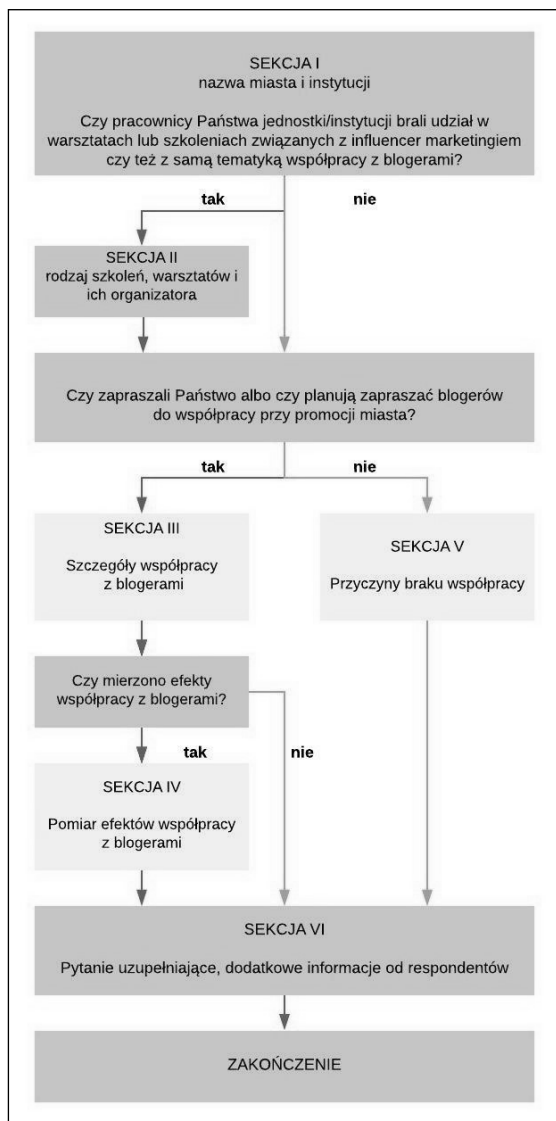 SEKCJA I
nazwa miasta i instytucji
Czy pracownicy Państwa jednostki/instytucji brali udział w
warsztatach lub szkoleniach związanych z influencer marketingiem
czy też z samą tematyką współpracy z blogerami?
tak nie
SEKCJA II
rodzaj szkoleń, warsztatów i
ich organizatora
Czy zapraszali Państwo albo czy planują zapraszać blogerów
do współpracy przy promocji miasta?
tak nie
SEKCJA III
Szczegóły współpracy
z blogerami
SEKCJA V
Przyczyny braku współpracy
Czy mierzono efekty
współpracy z blogerami?
tak nie
SEKCJA IV
Pomiar efektów współpracy
z blogerami
SEKCJA VI
Pytanie uzupełniające, dodatkowe informacje od respondentów
ZAKOŃCZENIE